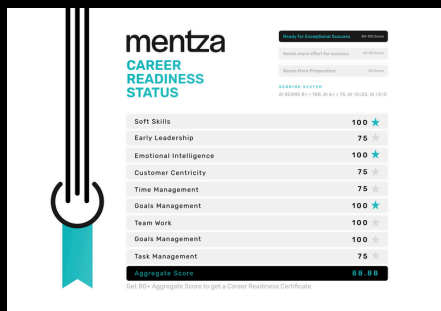 mentza
CAREER
READINESS
STATUS
Ready for Exceptional Success
Needs more effort for success
Needs More Preparation
SCORING SYSTEM
Soft Skills 100
Early Leadership 75
Emotional Intelligence 100
Customer Centricity 75
Time Management 75
Goals Management 100
Team Work 100
Goals Management 100
Task Management 75
Aggregate Score 88.88
Get 80+ Aggregate Score to get a Career Readiness Certificate